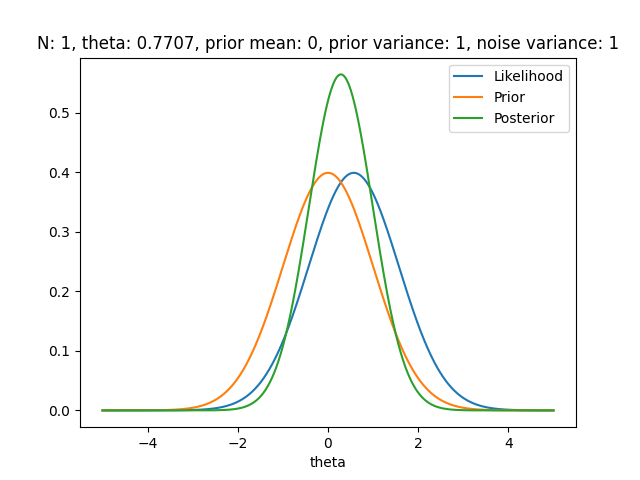 N: 1, theta: 0.7707, prior mean: 0, prior variance: 1, noise variance: 1
Likelihood
Prior
Posterior
0.5
0.4
0.3
0.2
0.1
0.0
−4 −2 0 2 4
theta